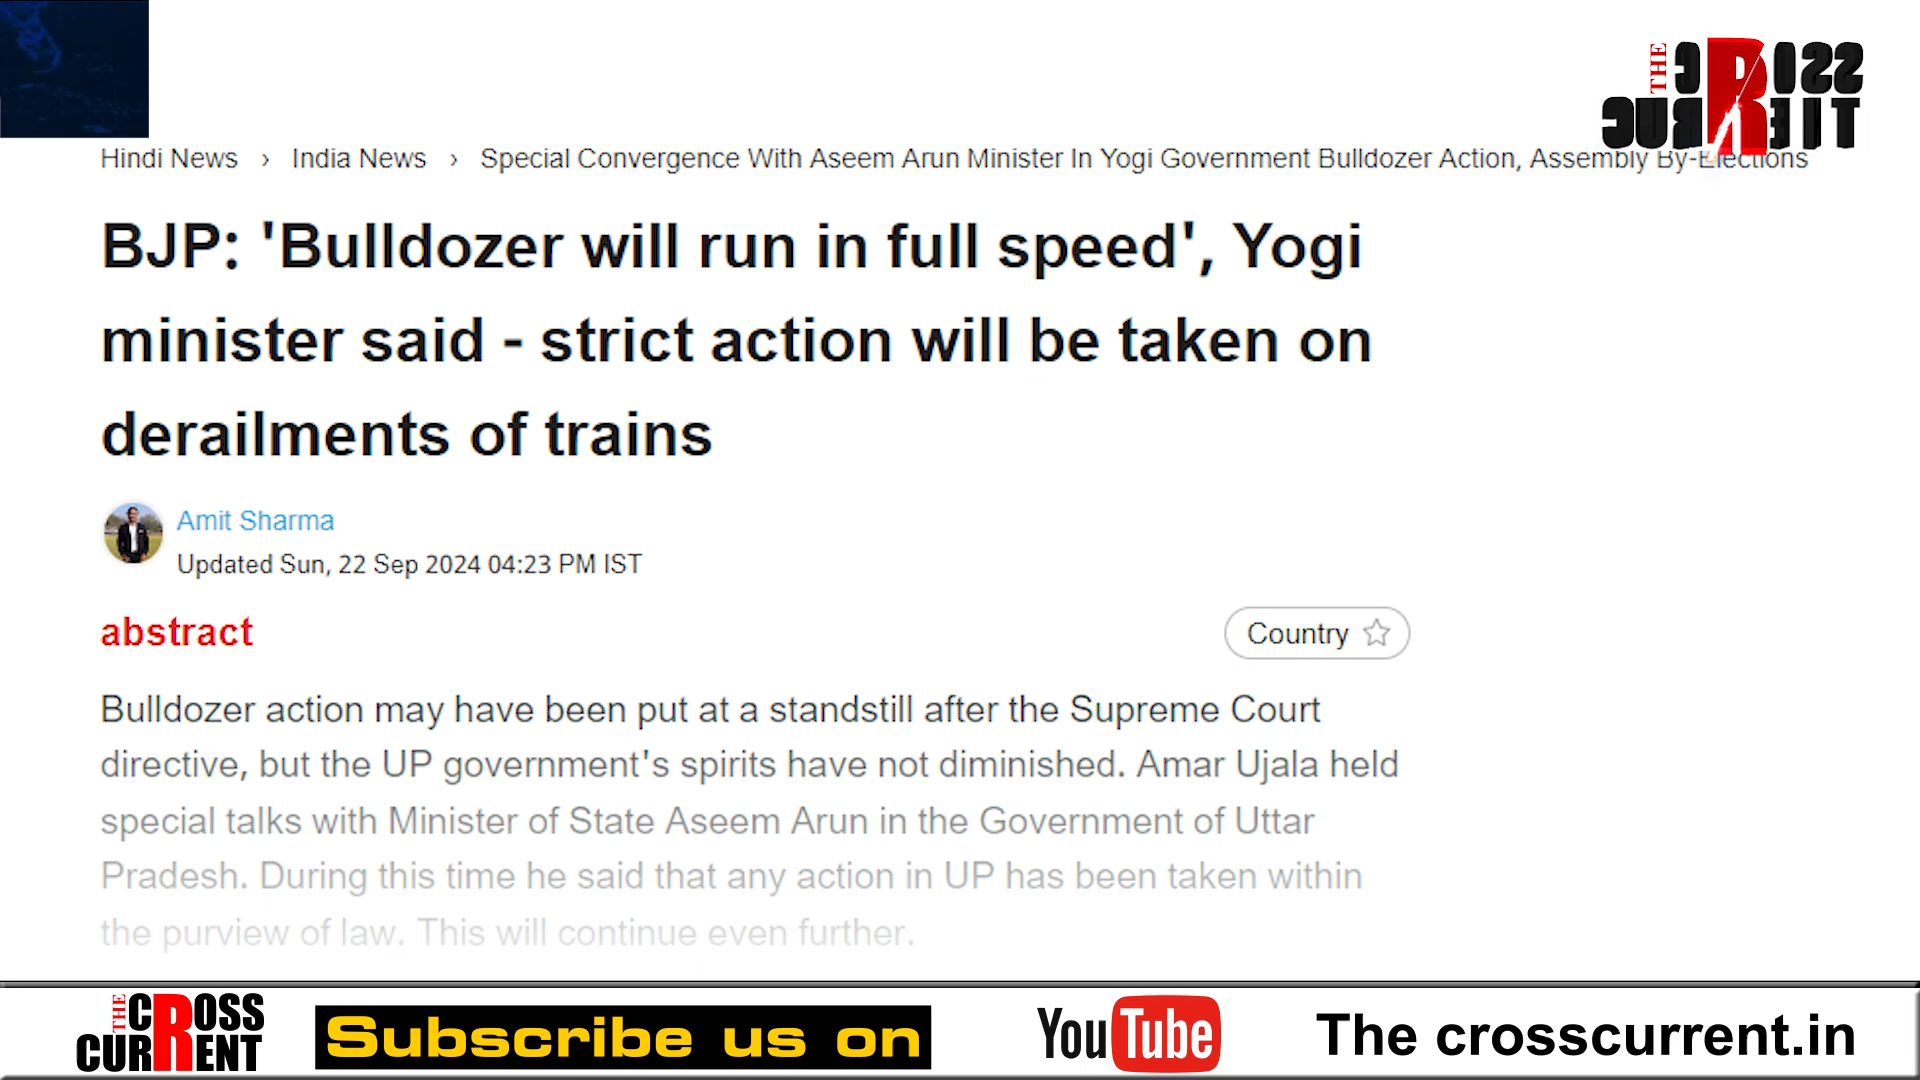 THE CROSS
CURRENT
Hindi News › India News › Special Convergence With Aseem Arun Minister In Yogi Government Bulldozer Action, Assembly By-Elections
BJP: 'Bulldozer will run in full speed', Yogi
minister said - strict action will be taken on
derailments of trains
Amit Sharma
Updated Sun, 22 Sep 2024 04:23 PM IST
abstract
Country
Bulldozer action may have been put at a standstill after the Supreme Court
directive, but the UP government's spirits have not diminished. Amar Ujala held
special talks with Minister of State Aseem Arun in the Government of Uttar
Pradesh. During this time he said that any action in UP has been taken within
the purview of law. This will continue even further.
THE CROSS
CURRENT
Subscribe us on
YouTube
The crosscurrent.in